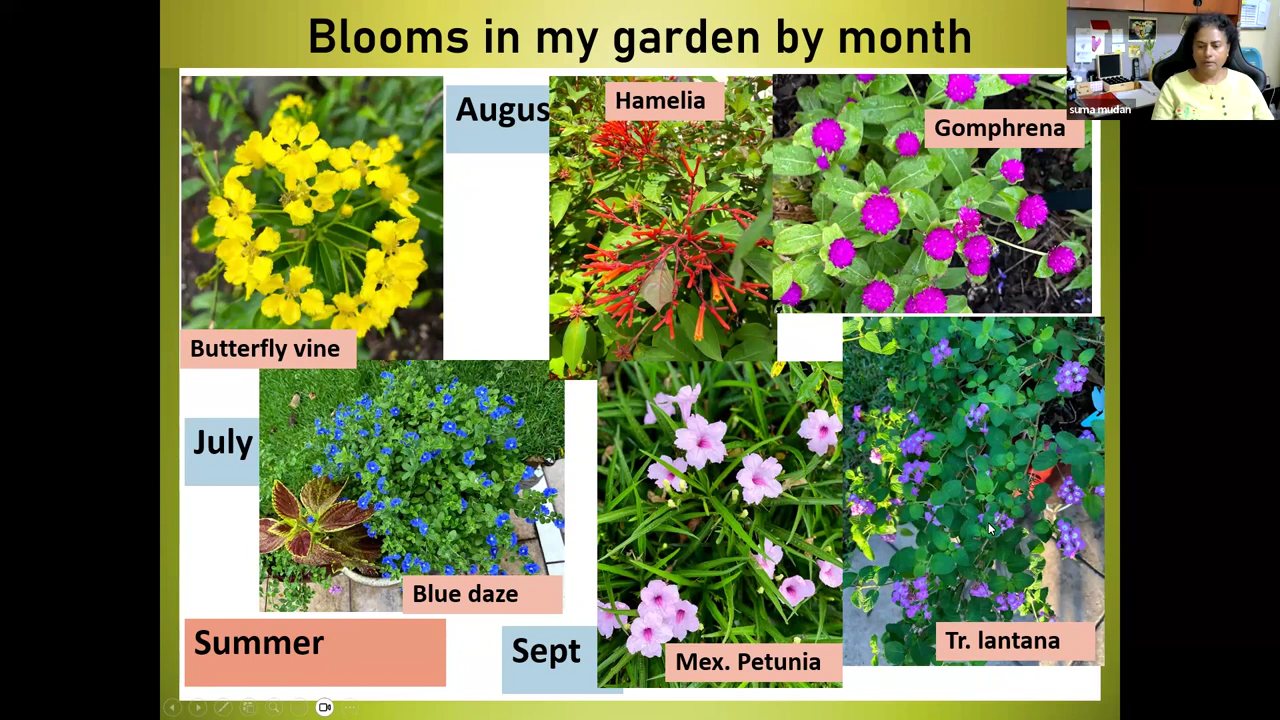 Blooms in my garden by month
suma mudan
Augus
Hamelia
Gomphrena
Butterfly vine
July
Blue daze
Summer
Sept
Mex. Petunia
Tr. lantana